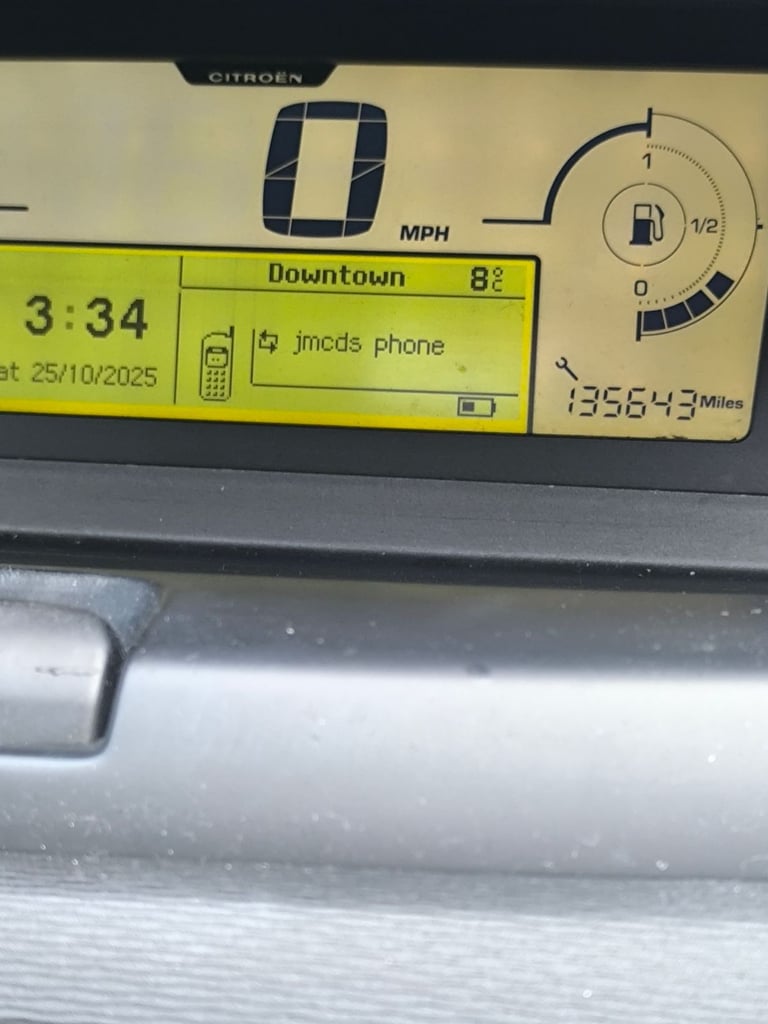 CITROËN
0 MPH
1
1/2
0
Downtown 8°C
3:34
jmcds phone
at 25/10/2025
135643 Miles